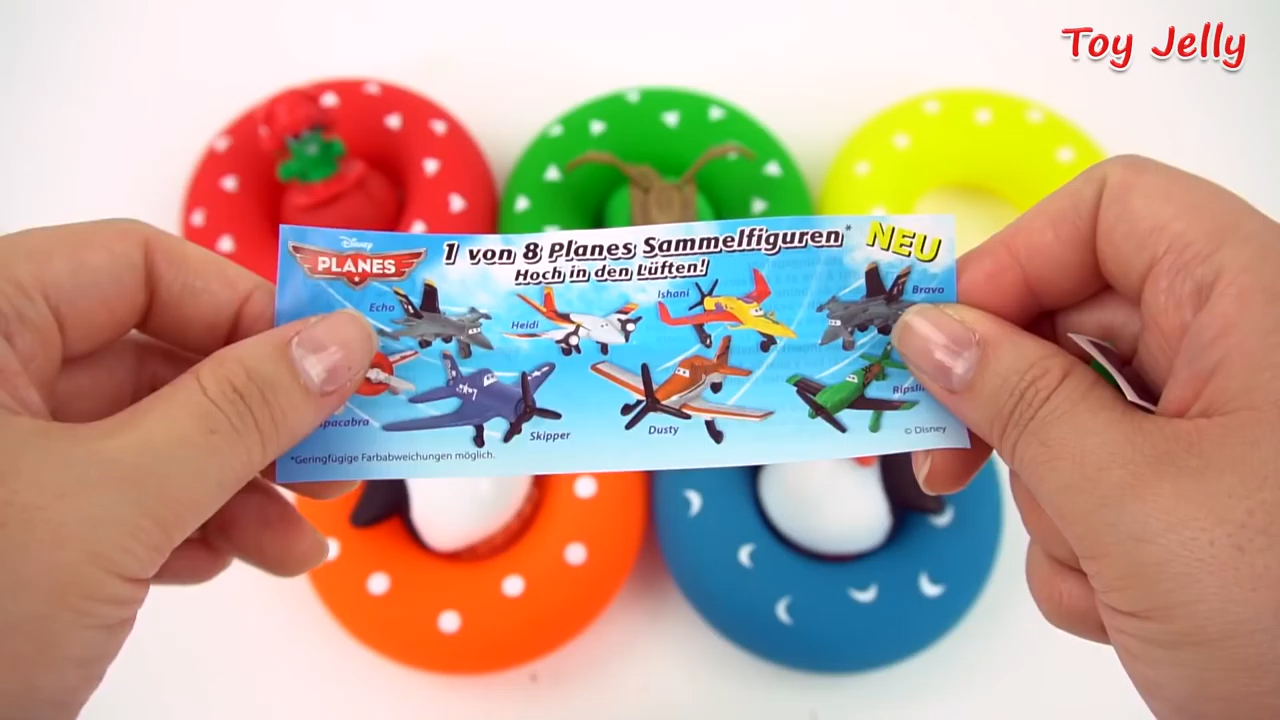 Toy Jelly
Disney
PLANES
1 von 8 Planes Sammelfiguren*
NEU
Hoch in den Lüften!
Echo
Heidi
Ishani
Bravo
Skipper
Dusty
© Disney
*Geringfügige Farbabweichungen möglich.